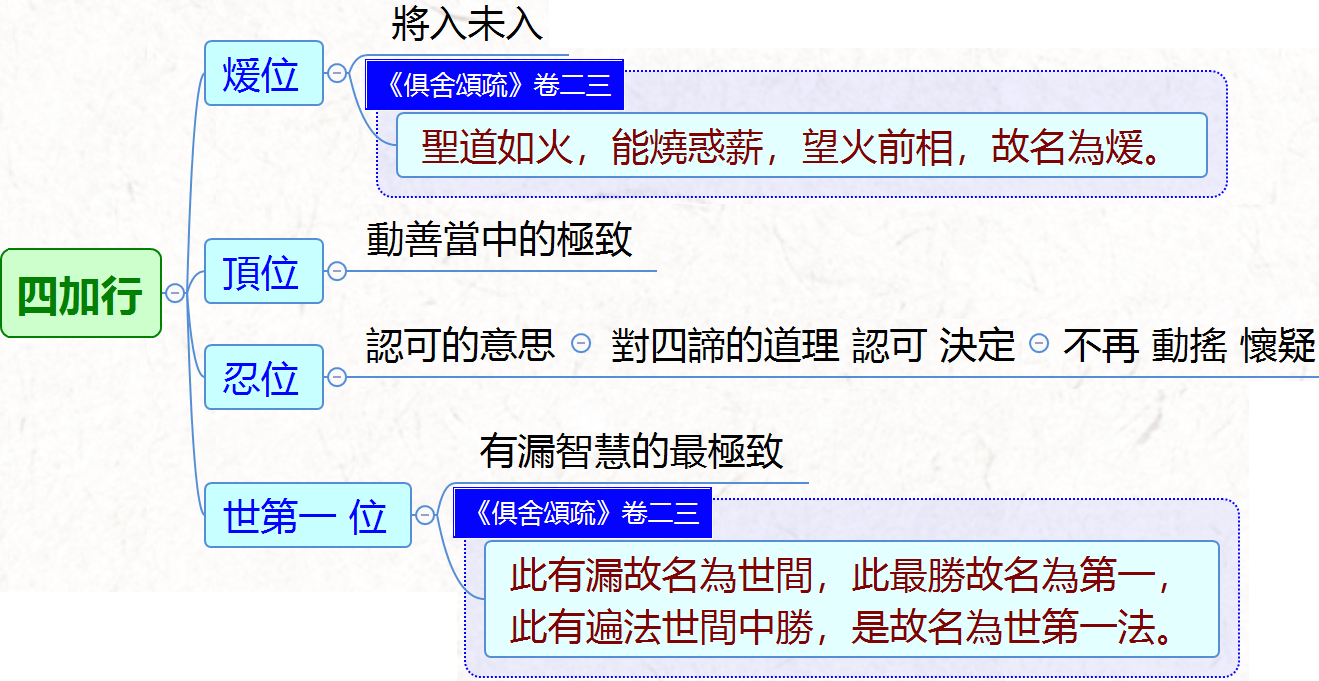 四加行
煖位
將入未入
《俱舍頌疏》卷二三
聖道如火，能燒惑薪，望火前相，故名為煖。
頂位
動善當中的極致
忍位
認可的意思 對四諦的道理 認可 決定 不再 動搖 懷疑
世第一 位
有漏智慧的最極致
《俱舍頌疏》卷二三
此有漏故名為世間，此最勝故名為第一，
此有遍法世間中勝，是故名為世第一法。